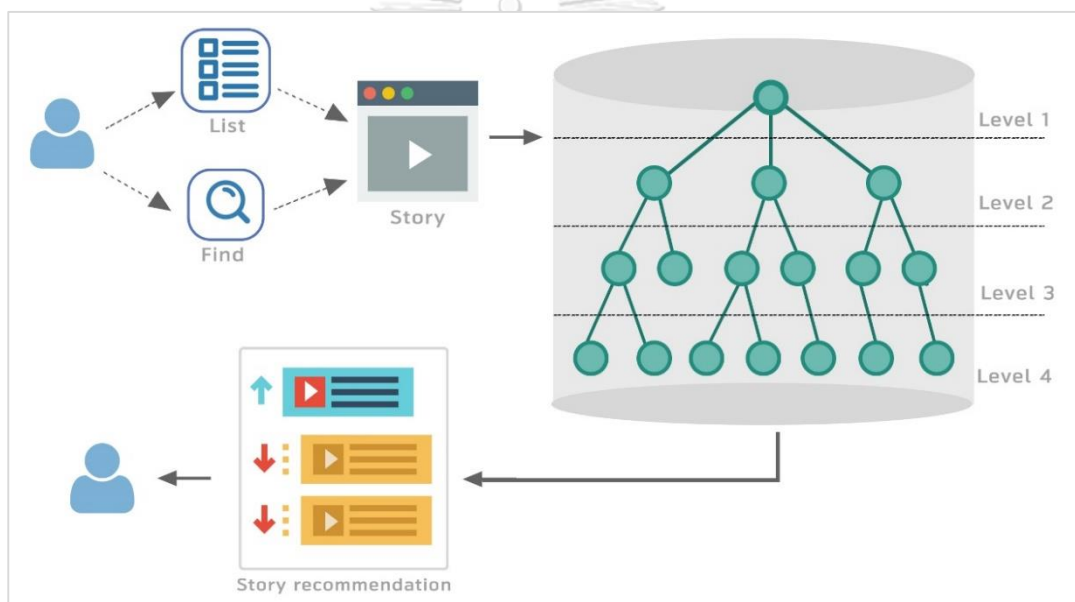 List
Find
Story
Level 1
Level 2
Level 3
Level 4
Story recommendation